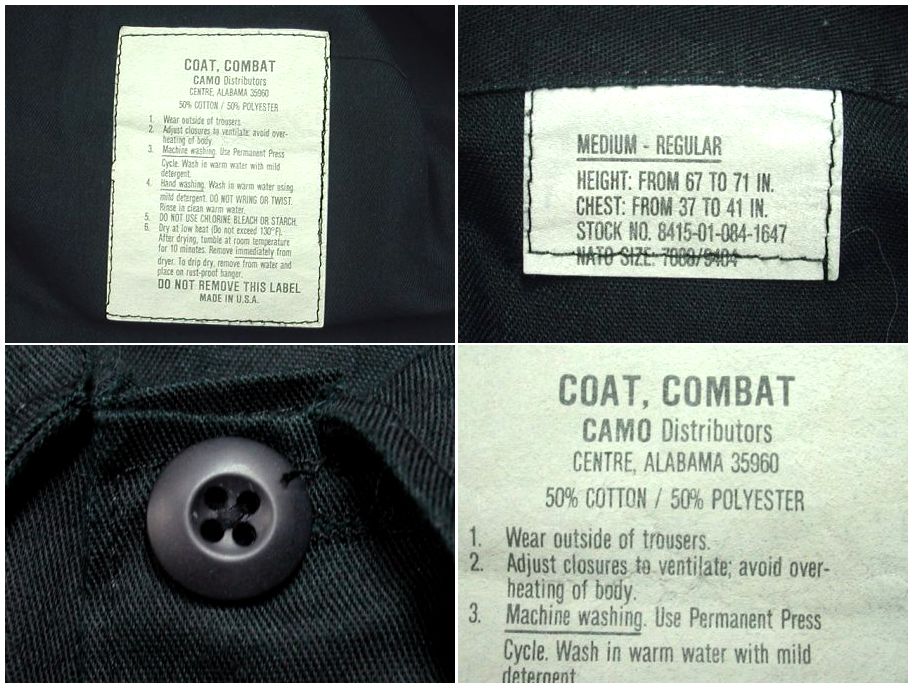 COAT, COMBAT
CAMO Distributors
CENTRE, ALABAMA 35960
50% COTTON / 50% POLYESTER
1. Wear outside of trousers.
2. Adjust closures to ventilate; avoid over-
heating of body.
3. Machine washing. Use Permanent Press
Cycle. Wash in warm water with mild
detergent.
4. Hand washing. Wash in warm water using
mild detergent. DO NOT WRING OR TWIST.
Rinse in clean warm water.
5. DO NOT USE CHLORINE BLEACH OR STARCH.
6. Dry at low heat (Do not exceed 130°F).
After drying, tumble at room temperature
for 10 minutes. Remove immediately from
dryer. To drip dry, remove from water and
place on rust-proof hanger.
DO NOT REMOVE THIS LABEL
MADE IN U.S.A.
MEDIUM - REGULAR
HEIGHT: FROM 67 TO 71 IN.
CHEST: FROM 37 TO 41 IN.
STOCK NO. 8415-01-084-1647
NATO SIZE:
COAT, COMBAT
CAMO Distributors
CENTRE, ALABAMA 35960
50% COTTON / 50% POLYESTER
1. Wear outside of trousers.
2. Adjust closures to ventilate; avoid over-
heating of body.
3. Machine washing. Use Permanent Press
Cycle. Wash in warm water with mild
detergent